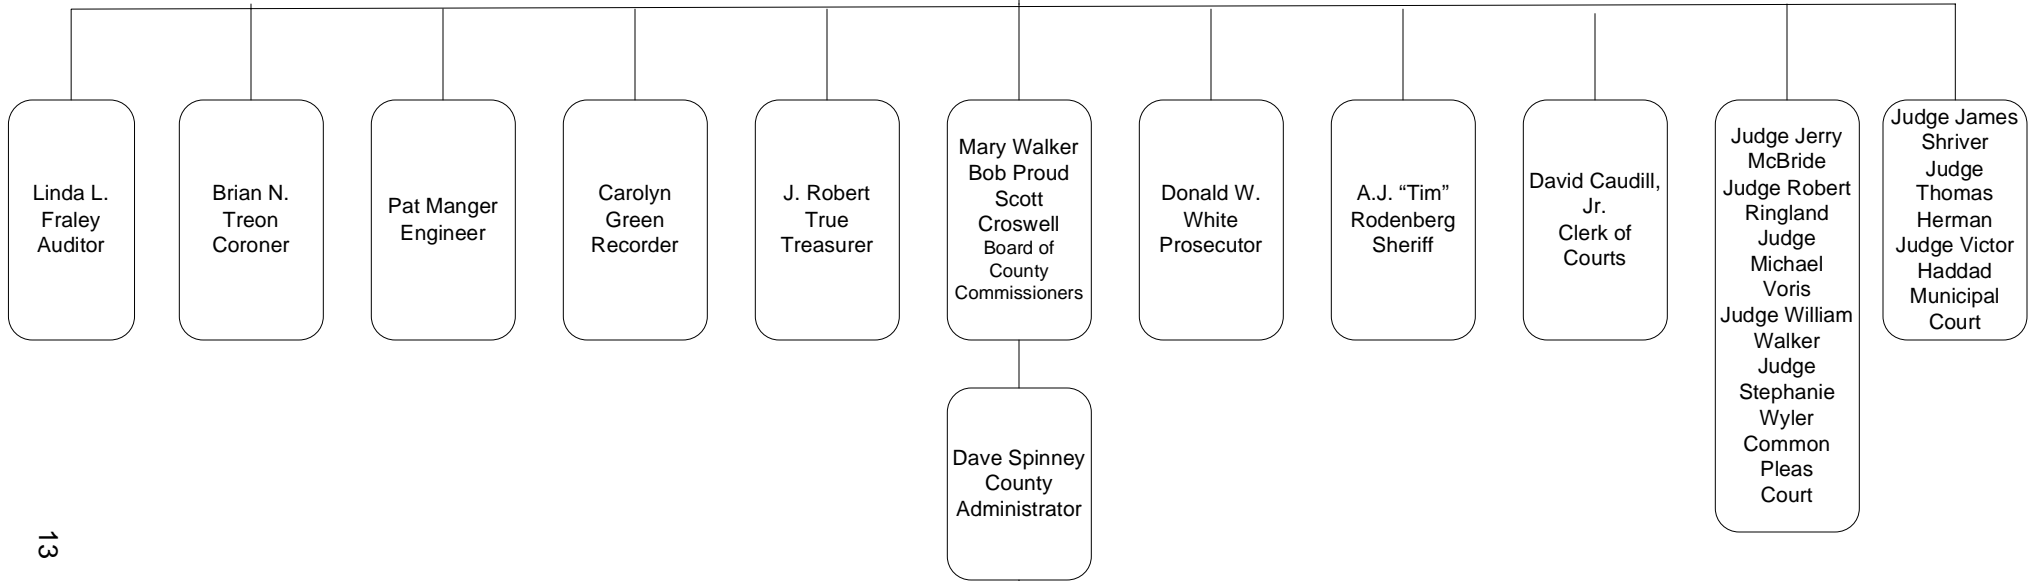 Linda L.
Fraley
Auditor
Brian N.
Treon
Coroner
Pat Manger
Engineer
Carolyn
Green
Recorder
J. Robert
True
Treasurer
Mary Walker
Bob Proud
Scott
Croswell
Board of
County
Commissioners
Donald W.
White
Prosecutor
A.J. “Tim”
Rodenberg
Sheriff
David Caudill,
Jr.
Clerk of
Courts
Judge Jerry
McBride
Judge Robert
Ringland
Judge
Michael
Voris
Judge William
Walker
Judge
Stephanie
Wyler
Common
Pleas
Court
Judge James
Shriver
Judge
Thomas
Herman
Judge Victor
Haddad
Municipal
Court
Dave Spinney
County
Administrator
13